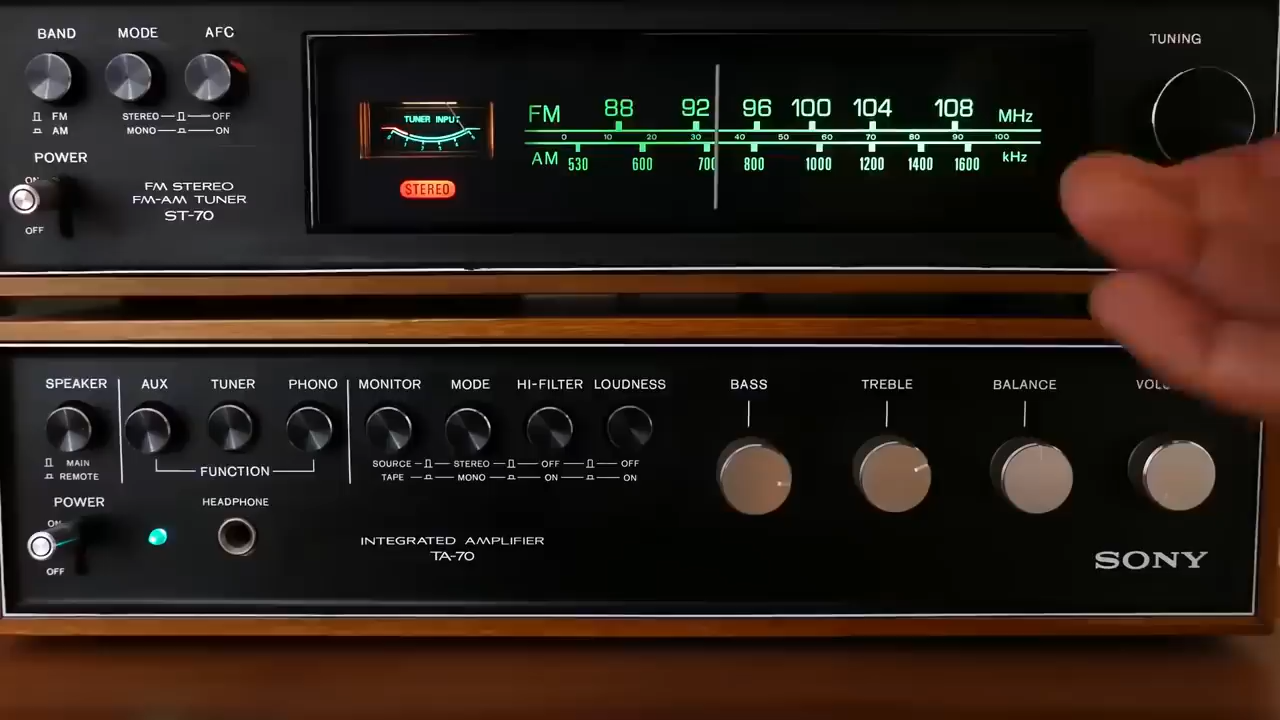 BAND MODE AFC
TUNING
FM 88 92 96 100 104 108 MHz
TUNER INPUT
FM STEREO OFF
AM MONO ON
0 10 20 30 40 50 60 70 80 90 100
AM 530 600 700 800 1000 1200 1400 1600 kHz
POWER
ON
STEREO
FM STEREO
FM-AM TUNER
ST-70
OFF
SPEAKER AUX TUNER PHONO MONITOR MODE HI-FILTER LOUDNESS BASS TREBLE BALANCE
MAIN
REMOTE
FUNCTION
SOURCE STEREO OFF OFF
TAPE MONO ON ON
POWER HEADPHONE
ON
OFF
INTEGRATED AMPLIFIER
TA-70
SONY